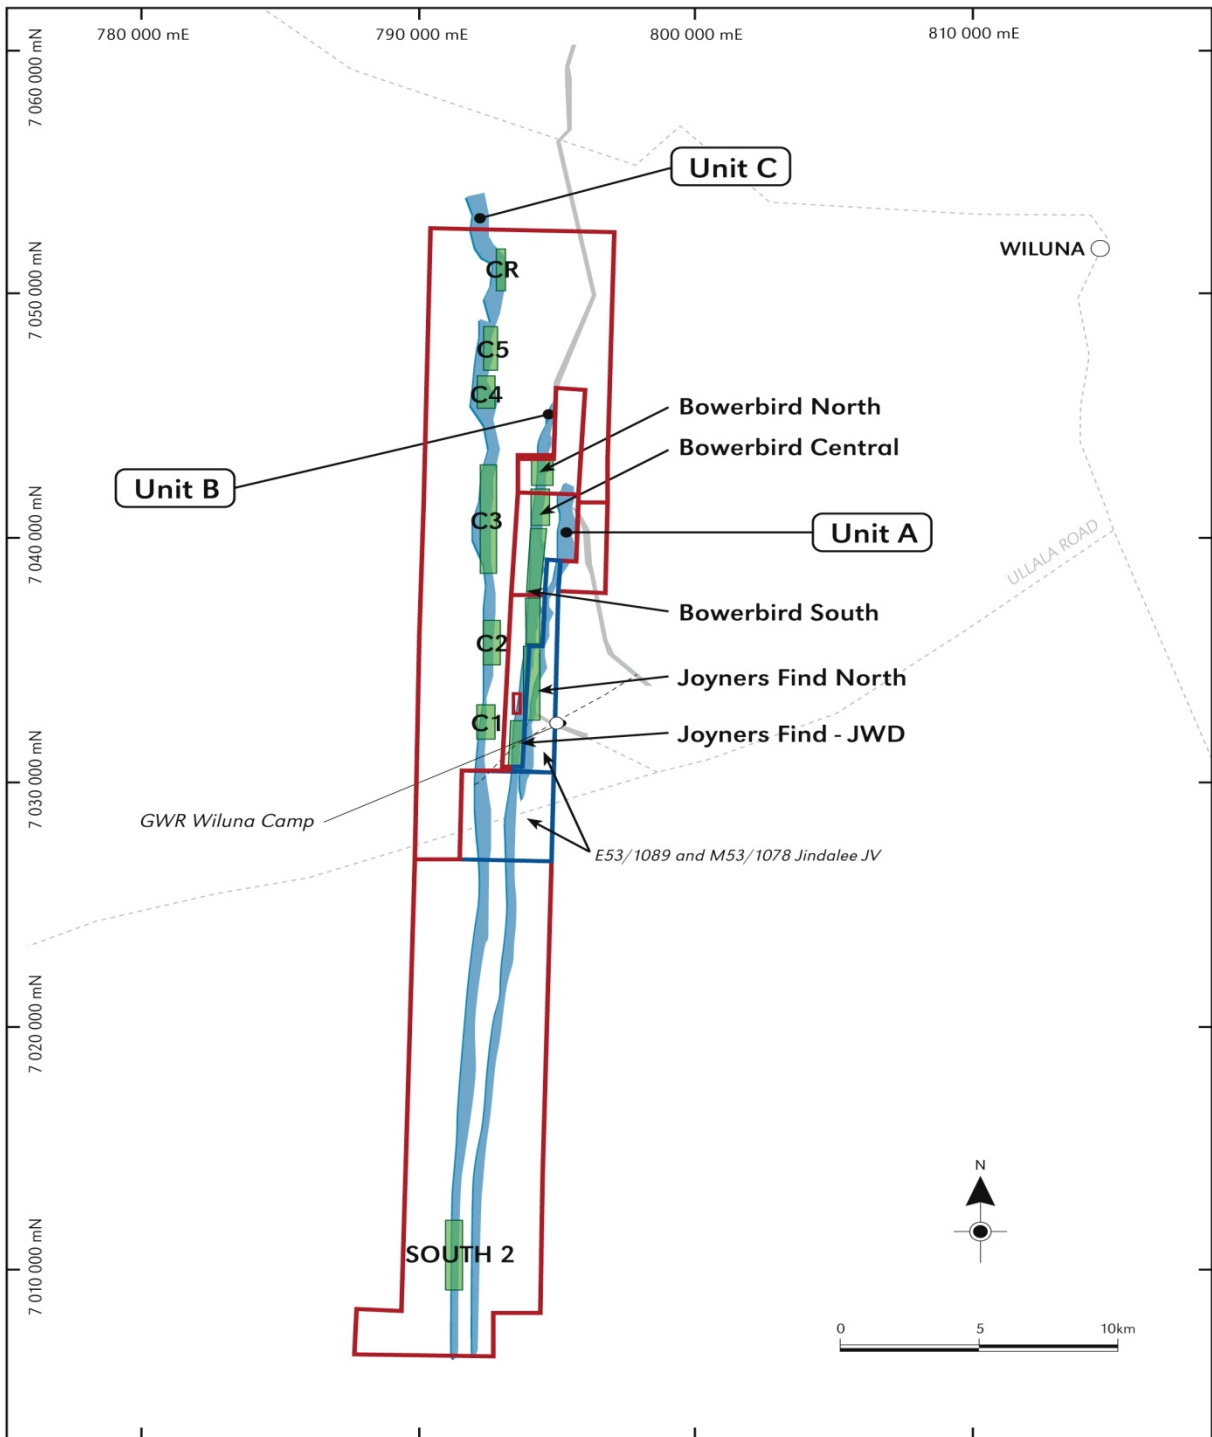 780 000 mE
790 000 mE
800 000 mE
810 000 mE
7 060 000 mN
Unit C
WILUNA
CR
7 050 000 mN
C5
C4
Bowerbird North
Bowerbird Central
Unit B
C3
Unit A
7 040 000 mN
ULLALA ROAD
Bowerbird South
C2
Joyners Find North
C1
Joyners Find - JWD
7 030 000 mN
GWR Wiluna Camp
E53/1089 and M53/1078 Jindalee JV
7 020 000 mN
N
SOUTH 2
7 010 000 mN
0 5 10km